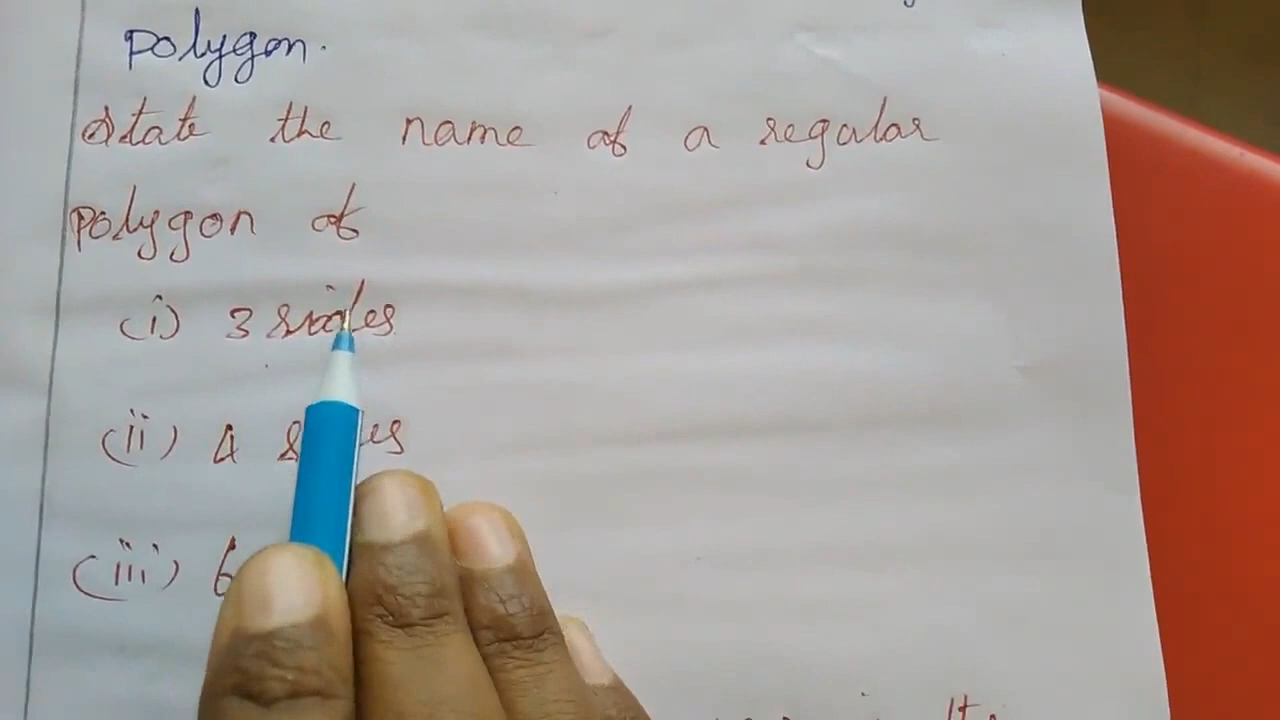 Polygon.
State the name of a regular
polygon of
(i) 3 sides
(ii) 4
(iii) 6